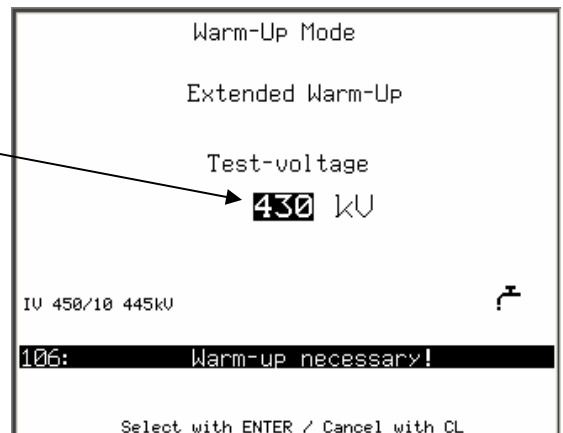 Warm-Up Mode
Extended Warm-Up
Test-voltage
430 kV
IV 450/10 445kV
106: Warm-up necessary!
Select with ENTER / Cancel with CL